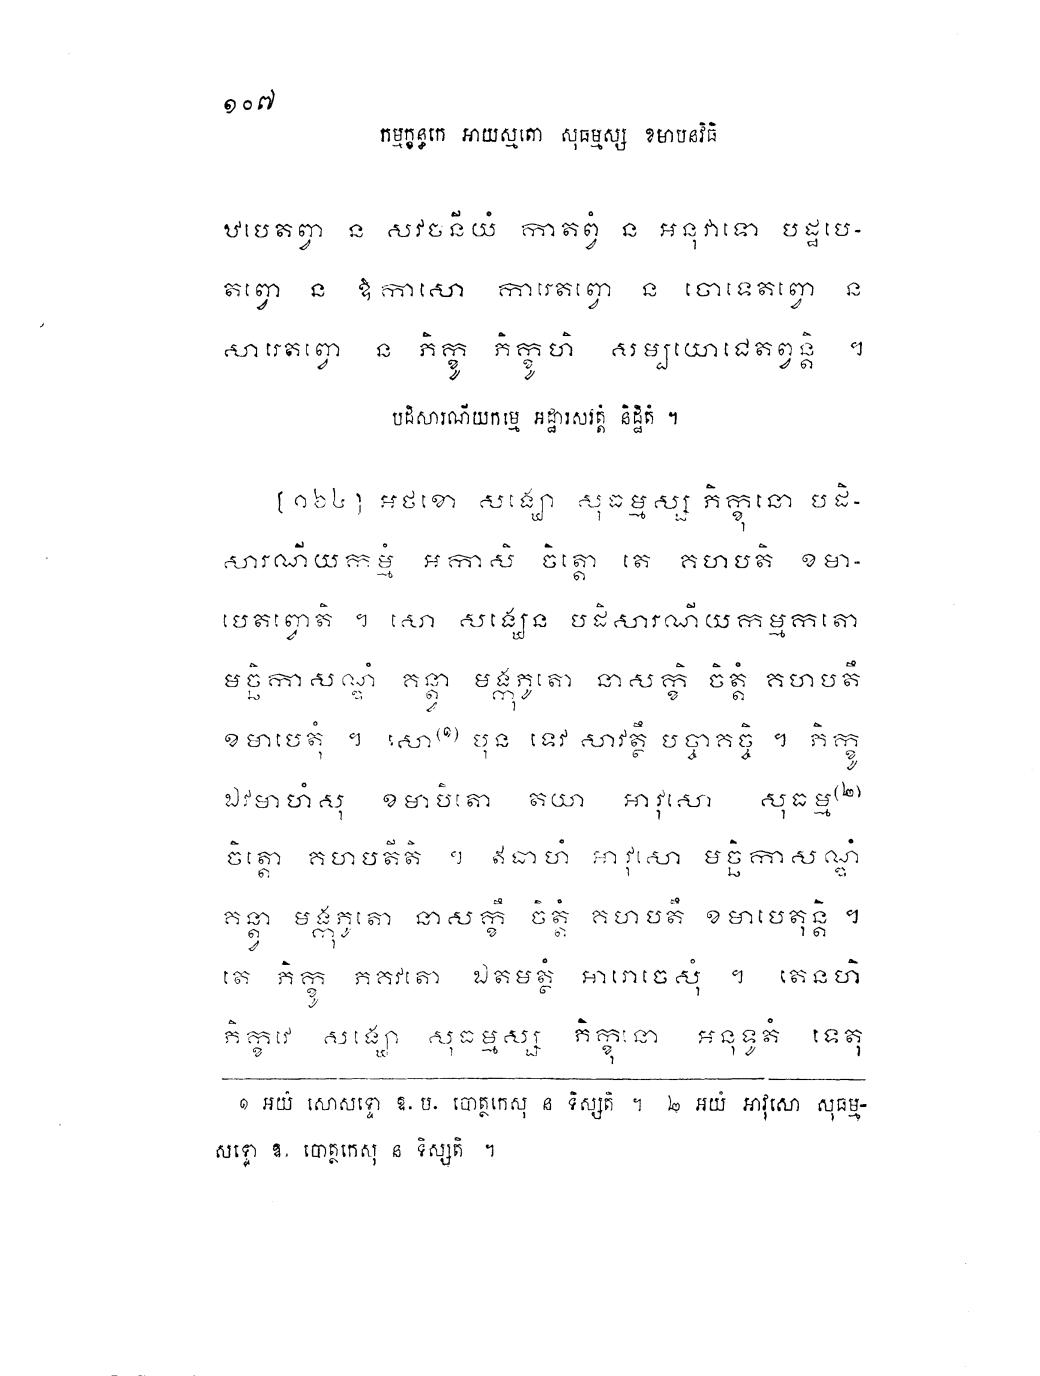 ១០៧
កម្មក្ខន្ធកេ អាយស្មតោ សុធម្មស្ស ខមាបនវិធិ
ឋបេតព្វា ន សវចនីយំ កាតព្វំ ន អនុវាទោ បដ្ឋបេ-
តព្វោ ន ឱកាសោ ការេតព្វោ ន ចោទេតព្វោ ន
សារេតព្វោ ន ភិក្ខូ ភិក្ខូហិ សម្បយោជេតព្វន្តិ ។
បដិសារណីយកម្មេ អដ្ឋារសវត្តំ និដ្ឋិតំ ។
[១៦៤] អថខោ សង្ឃោ សុធម្មស្ស ភិក្ខុនោ បដិ-
សារណីយកម្មំ អកាសិ ចិត្តោ តេ គហបតិ ខមា-
បេតព្វោតិ ។ សោ សង្ឃេន បដិសារណីយកម្មកតោ
មច្ឆិកាសណ្ឌំ គន្ត្វា មង្កុភូតោ នាសក្ខិ ចិត្តំ គហបតឹ
ខមាបេតុំ ។ សោ(១) បុន ទេវ សាវត្ថឹ បច្ចាគច្ឆិ ។ ភិក្ខូ
ឯវមាហំសុ ខមាបិតោ តយា អាវុសោ សុធម្ម(២)
ចិត្តោ គហបតីតិ ។ ឥធាហំ អាវុសោ មច្ឆិកាសណ្ឌំ
គន្ត្វា មង្កុភូតោ នាសក្ខឹ ចិត្តំ គហបតឹ ខមាបេតុន្តិ ។
តេ ភិក្ខូ ភគវតោ ឯតមត្ថំ អារោចេសុំ ។ តេនហិ
ភិក្ខវេ សង្ឃោ សុធម្មស្ស ភិក្ខុនោ អនុទូតំ ទេតុ
១ អយំ សោសទ្ទោ ឱ. ម. បោត្ថកេសុ ន ទិស្សតិ ។ ២ អយំ អាវុសោ សុធម្ម-
សទ្ទោ ឱ. បោត្ថកេសុ ន ទិស្សតិ ។